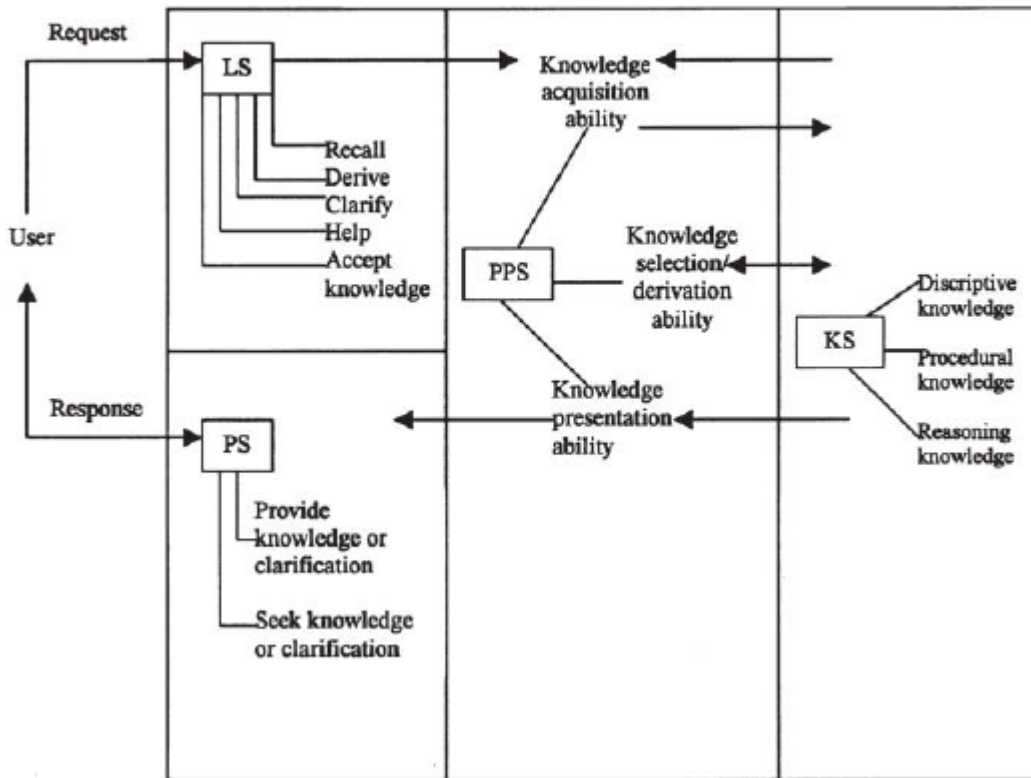 Request
LS
Recall
Derive
Clarify
Help
Accept
knowledge
User
Response
PS
Provide
knowledge or
clarification
Seek knowledge
or clarification
Knowledge
acquisition
ability
PPS
Knowledge
selection/
derivation
ability
Knowledge
presentation
ability
KS
Discriptive
knowledge
Procedural
knowledge
Reasoning
knowledge